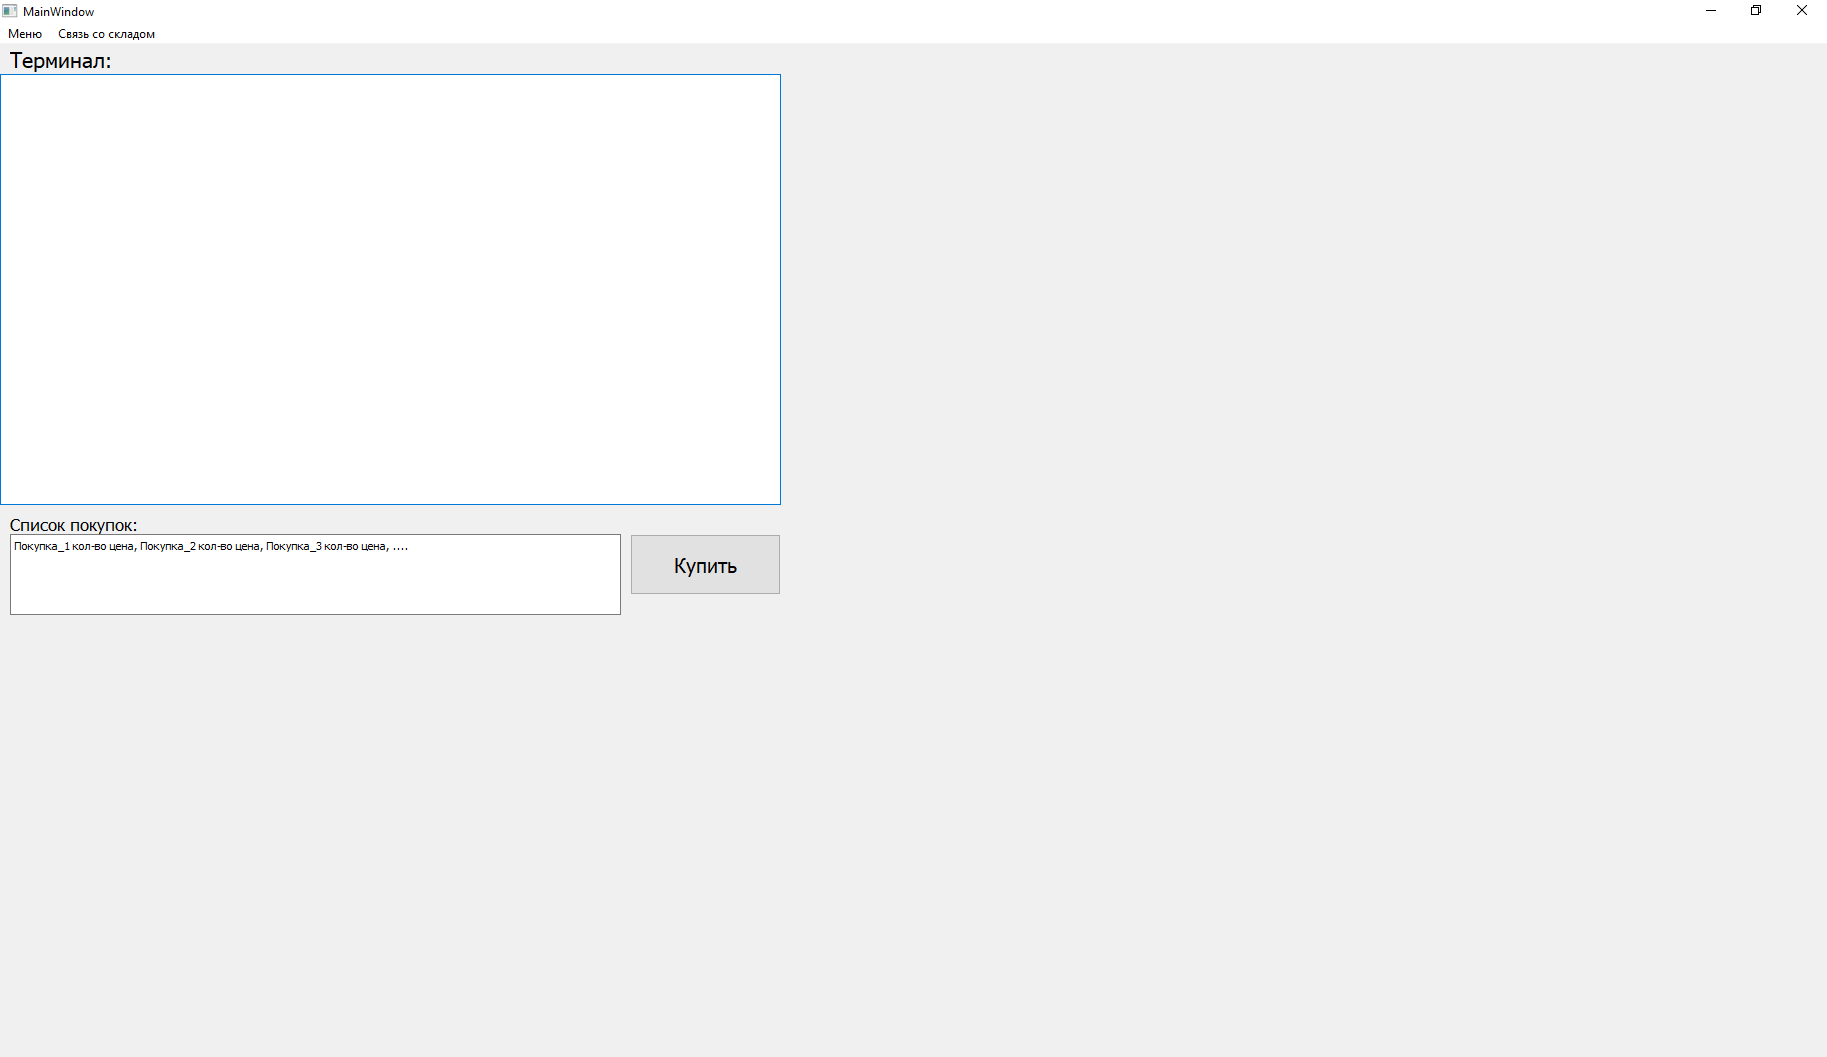 MainWindow
Меню Связь со складом
Терминал:
Список покупок:
Покупка_1 кол-во цена, Покупка_2 кол-во цена, Покупка_3 кол-во цена, ....
Купить